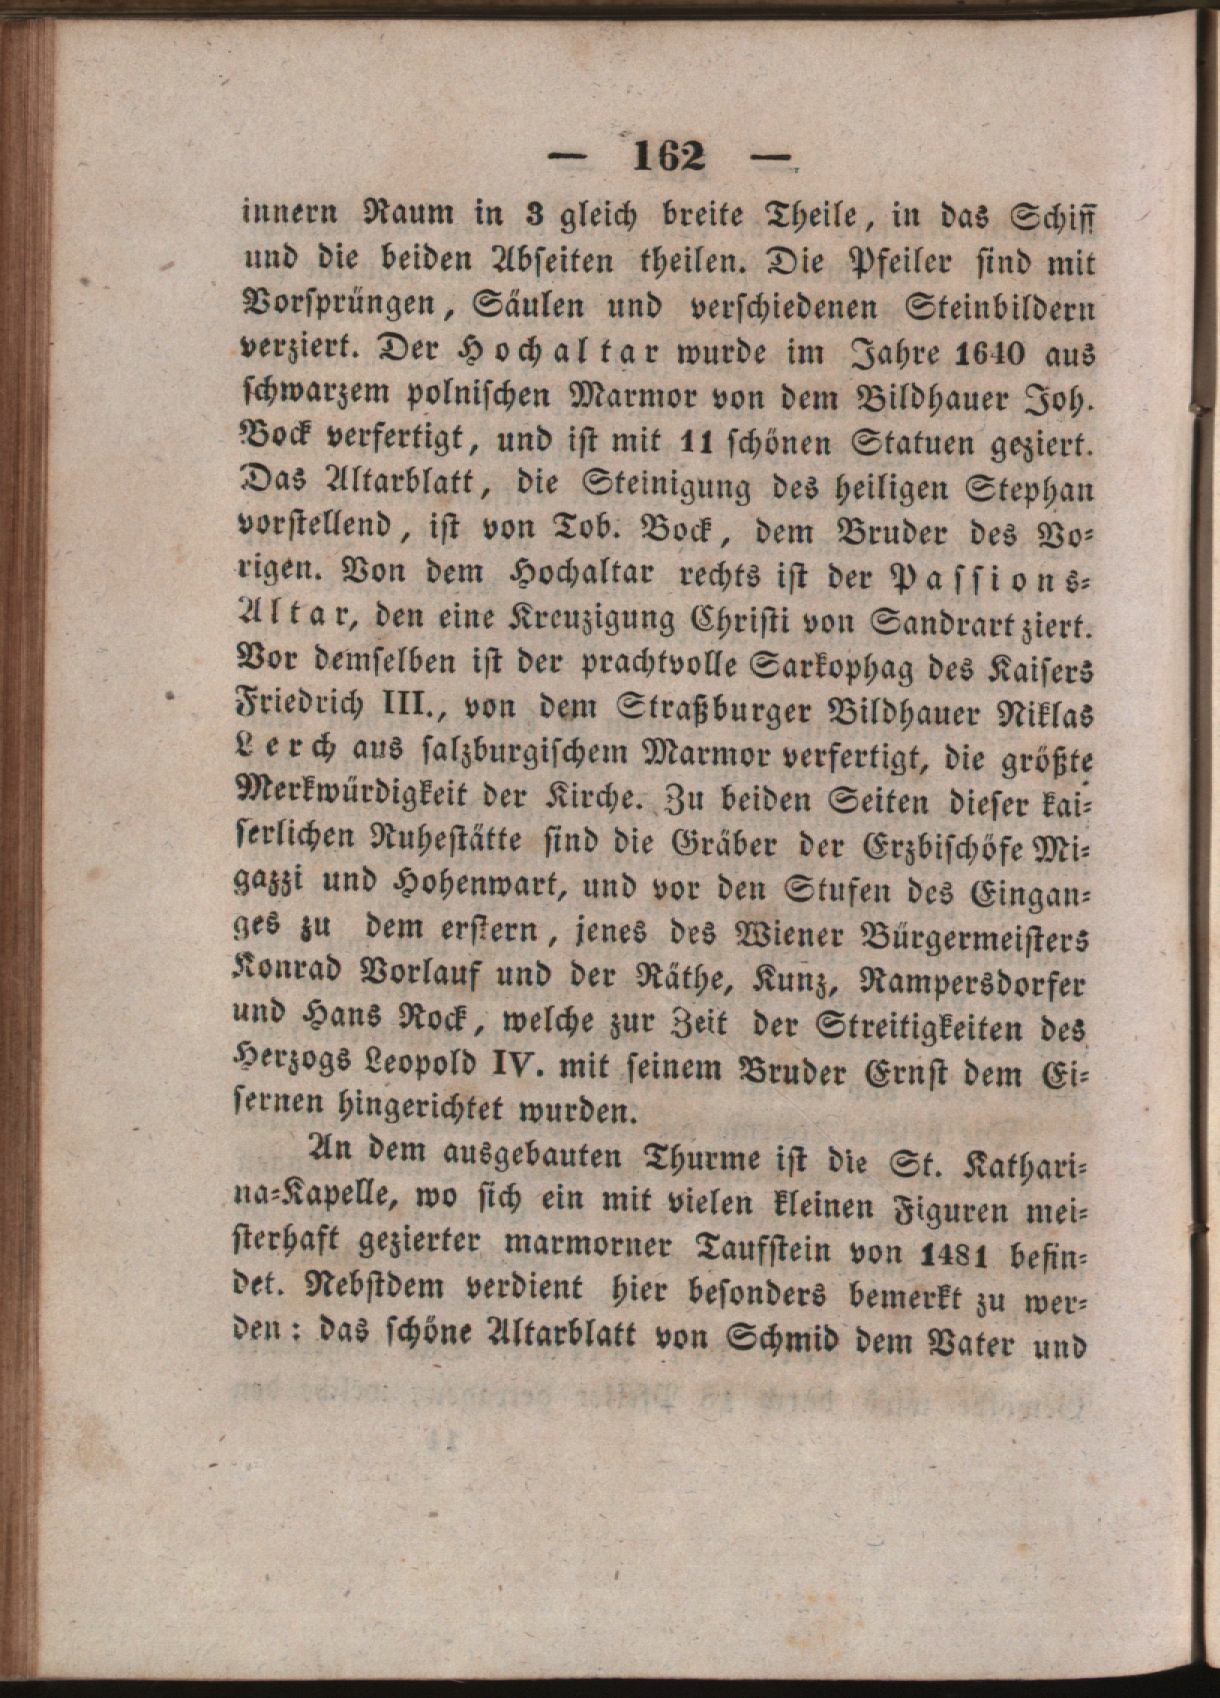 — 162 —
innern Raum in 3 gleich breite Theile, in das Schiff
und die beiden Abseiten theilen. Die Pfeiler sind mit
Vorsprüngen, Säulen und verschiedenen Steinbildern
verziert. Der Hochaltar wurde im Jahre 1640 aus
schwarzem polnischen Marmor von dem Bildhauer Joh.
Bock verfertigt, und ist mit 11 schönen Statuen geziert.
Das Altarblatt, die Steinigung des heiligen Stephan
vorstellend, ist von Tob. Bock, dem Bruder des Vo-
rigen. Von dem Hochaltar rechts ist der Passions-
Altar, den eine Kreuzigung Christi von Sandrart ziert.
Vor demselben ist der prachtvolle Sarkophag des Kaisers
Friedrich III., von dem Straßburger Bildhauer Niklas
Lerch aus salzburgischem Marmor verfertigt, die größte
Merkwürdigkeit der Kirche. Zu beiden Seiten dieser kai-
serlichen Ruhestätte sind die Gräber der Erzbischöfe Mi-
gazzi und Hohenwart, und vor den Stufen des Eingan-
ges zu dem erstern, jenes des Wiener Bürgermeisters
Konrad Vorlauf und der Räthe, Kunz, Rampersdorfer
und Hans Rock, welche zur Zeit der Streitigkeiten des
Herzogs Leopold IV. mit seinem Bruder Ernst dem Ei-
sernen hingerichtet wurden.
An dem ausgebauten Thurme ist die St. Kathari-
na-Kapelle, wo sich ein mit vielen kleinen Figuren mei-
sterhaft gezierter marmorner Taufstein von 1481 befin-
det. Nebstdem verdient hier besonders bemerkt zu wer-
den: das schöne Altarblatt von Schmid dem Vater und